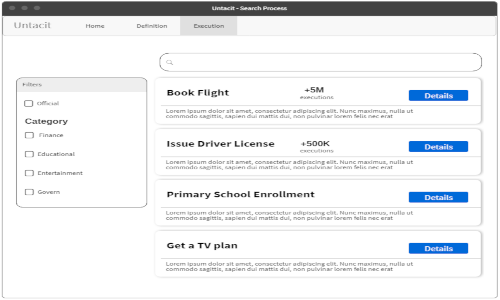 Untacit - Search Process
Untacit Home Definition Execution
Filters
Official
Category
Finance
Educational
Entertainment
Govern
Book Flight +5M Details
executions
Lorem ipsum dolor sit amet, consectetur adipiscing elit. Nunc maximus, nulla ut
commodo sagittis, sapien dui mattis dui, non pulvinar lorem felis nec erat
Issue Driver License +500K Details
executions
Lorem ipsum dolor sit amet, consectetur adipiscing elit. Nunc maximus, nulla ut
commodo sagittis, sapien dui mattis dui, non pulvinar lorem felis nec erat
Primary School Enrollment Details
Lorem ipsum dolor sit amet, consectetur adipiscing elit. Nunc maximus, nulla ut
commodo sagittis, sapien dui mattis dui, non pulvinar lorem felis nec erat
Get a TV plan Details
Lorem ipsum dolor sit amet, consectetur adipiscing elit. Nunc maximus, nulla ut
commodo sagittis, sapien dui mattis dui, non pulvinar lorem felis nec erat